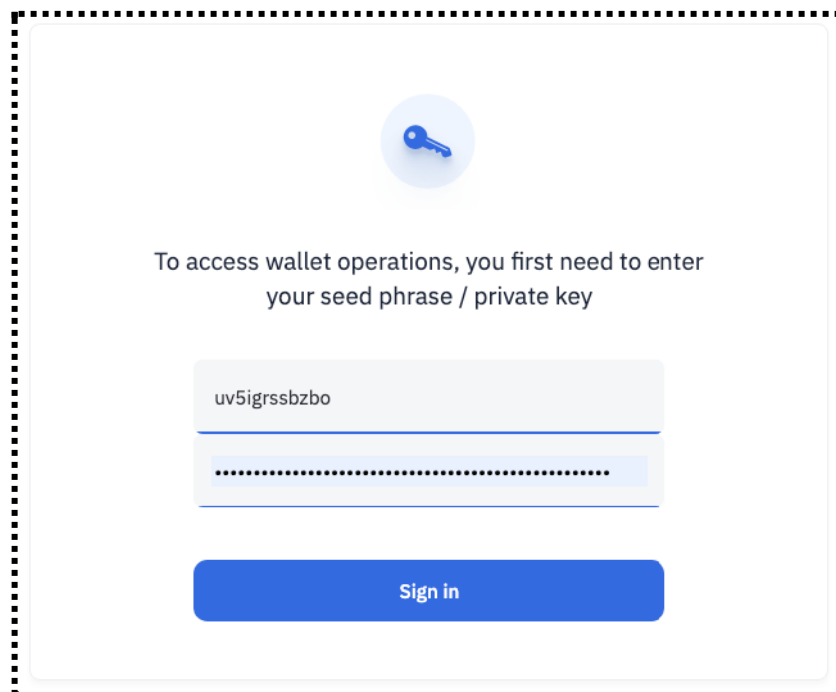 To access wallet operations, you first need to enter
your seed phrase / private key
uv5igrssbzbo
••••••••••••••••••••••••••••••••••••••••••••••••••••
Sign in